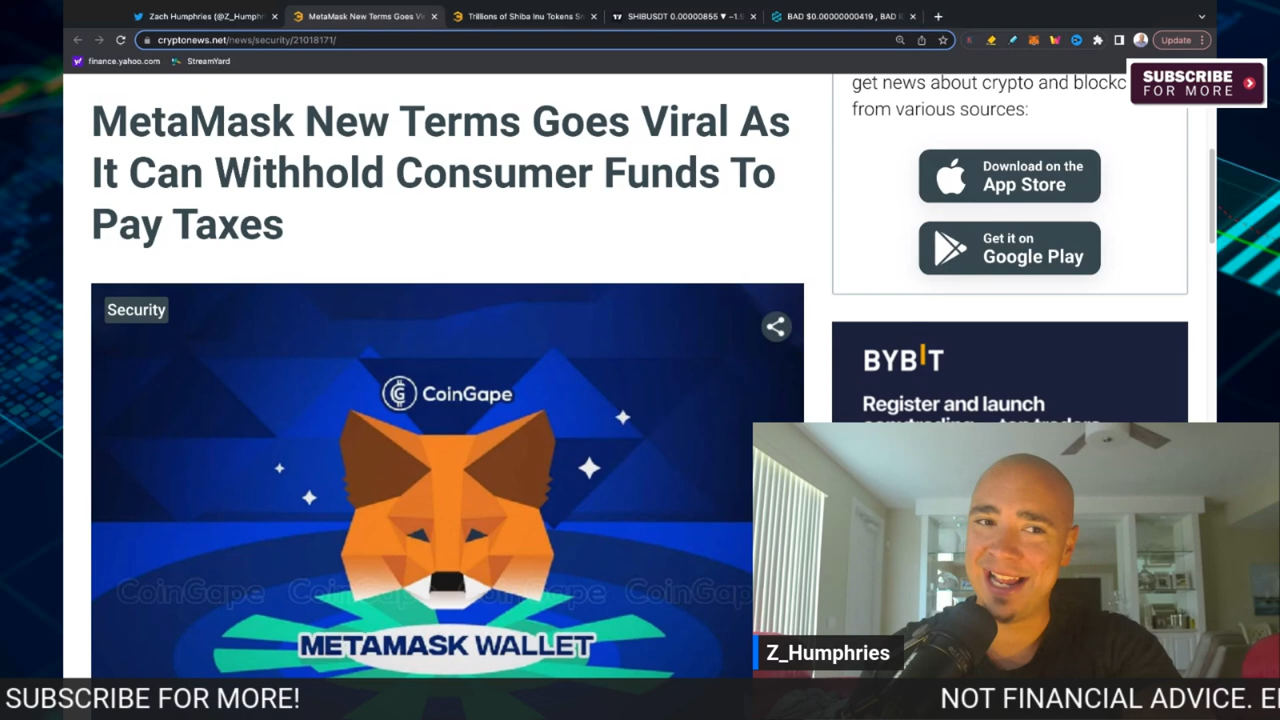 Zach Humphries (@Z_Humphri
MetaMask New Terms Goes Vi
Trillions of Shiba Inu Tokens S
SHIBUSDT 0.00000855 ▼ −1.
BAD $0.00000000419 , BAD
cryptonews.net/news/security/21018171/
Update
finance.yahoo.com
StreamYard
SUBSCRIBE
FOR MORE
get news about crypto and blockc
from various sources:
MetaMask New Terms Goes Viral As
It Can Withhold Consumer Funds To
Pay Taxes
Download on the
App Store
Get it on
Google Play
Security
CoinGape
BYBIT
Register and launch
CoinGape
METAMASK WALLET
Z_Humphries
SUBSCRIBE FOR MORE!
NOT FINANCIAL ADVICE. E